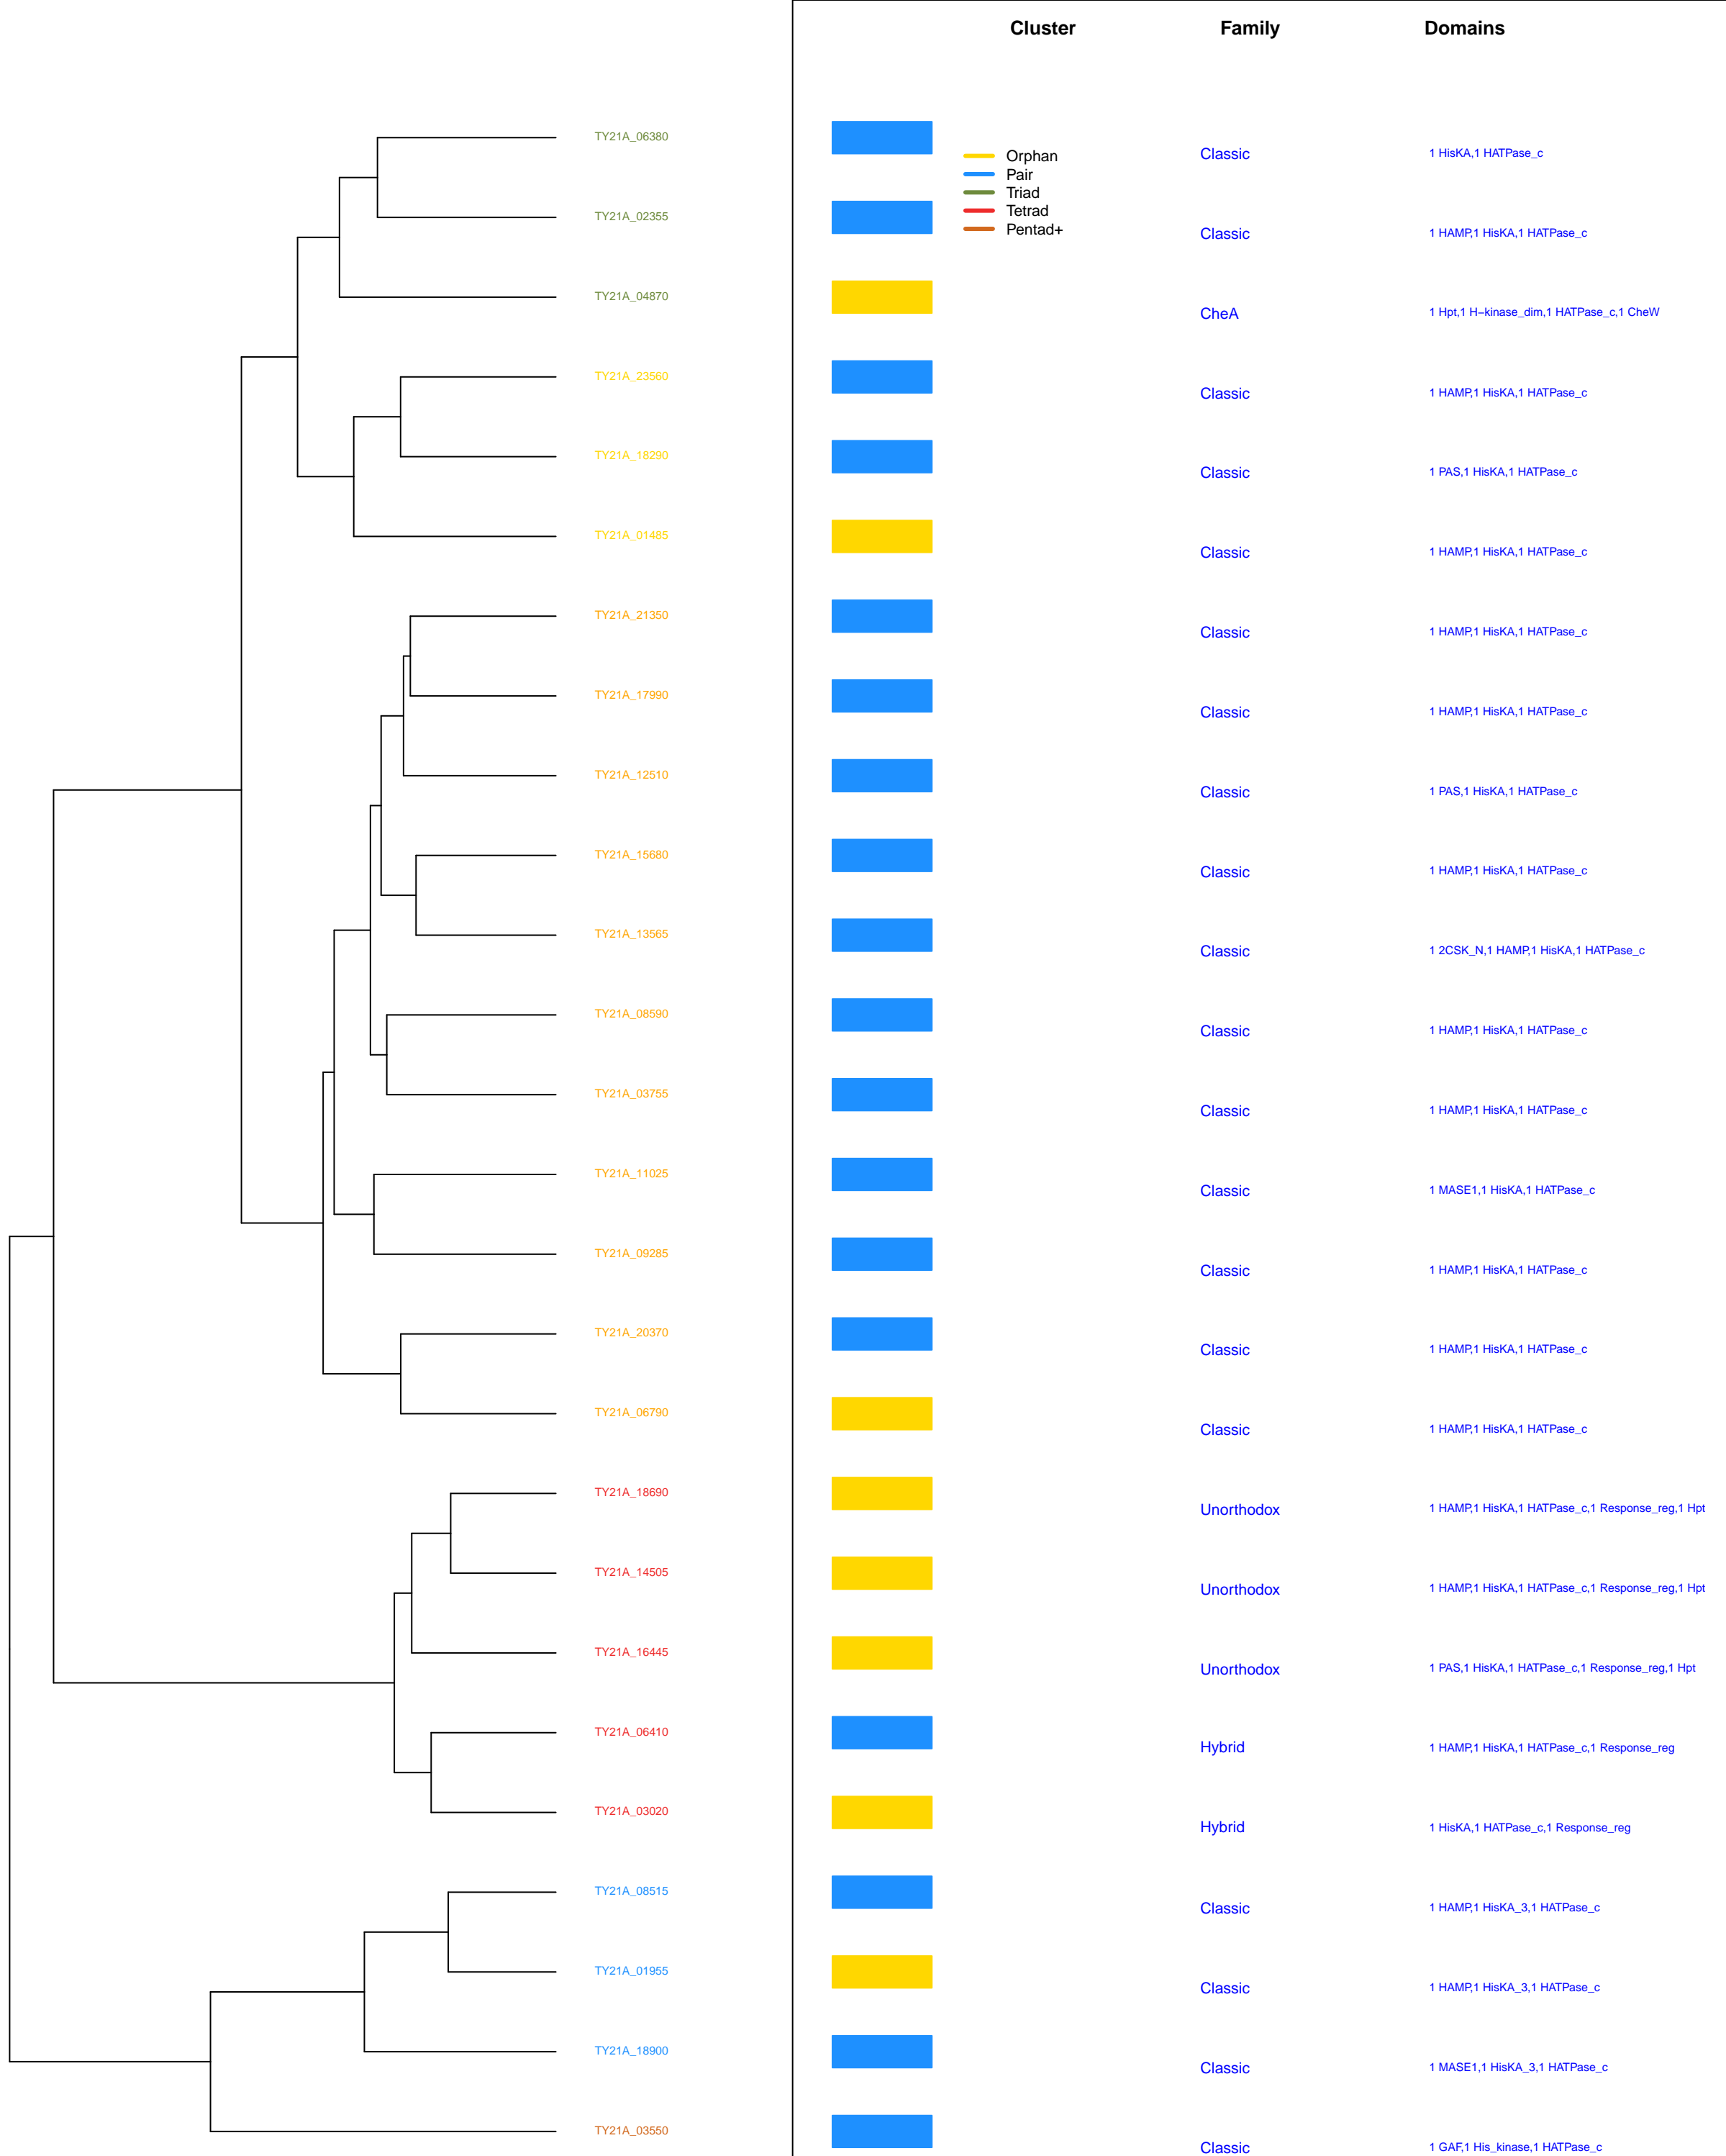 Cluster Family Domains
TY21A_06380 Classic 1 HisKA,1 HATPase_c
Orphan
Pair
Triad
Tetrad
Pentad+
TY21A_02355 Classic 1 HAMP,1 HisKA,1 HATPase_c
TY21A_04870 CheA 1 Hpt,1 H−kinase_dim,1 HATPase_c,1 CheW
TY21A_23560 Classic 1 HAMP,1 HisKA,1 HATPase_c
TY21A_18290 Classic 1 PAS,1 HisKA,1 HATPase_c
TY21A_01485 Classic 1 HAMP,1 HisKA,1 HATPase_c
TY21A_21350 Classic 1 HAMP,1 HisKA,1 HATPase_c
TY21A_17990 Classic 1 HAMP,1 HisKA,1 HATPase_c
TY21A_12510 Classic 1 PAS,1 HisKA,1 HATPase_c
TY21A_15680 Classic 1 HAMP,1 HisKA,1 HATPase_c
TY21A_13565 Classic 1 2CSK_N,1 HAMP,1 HisKA,1 HATPase_c
TY21A_08590 Classic 1 HAMP,1 HisKA,1 HATPase_c
TY21A_03755 Classic 1 HAMP,1 HisKA,1 HATPase_c
TY21A_11025 Classic 1 MASE1,1 HisKA,1 HATPase_c
TY21A_09285 Classic 1 HAMP,1 HisKA,1 HATPase_c
TY21A_20370 Classic 1 HAMP,1 HisKA,1 HATPase_c
TY21A_06790 Classic 1 HAMP,1 HisKA,1 HATPase_c
TY21A_18690 Unorthodox 1 HAMP,1 HisKA,1 HATPase_c,1 Response_reg,1 Hpt
TY21A_14505 Unorthodox 1 HAMP,1 HisKA,1 HATPase_c,1 Response_reg,1 Hpt
TY21A_16445 Unorthodox 1 PAS,1 HisKA,1 HATPase_c,1 Response_reg,1 Hpt
TY21A_06410 Hybrid 1 HAMP,1 HisKA,1 HATPase_c,1 Response_reg
TY21A_03020 Hybrid 1 HisKA,1 HATPase_c,1 Response_reg
TY21A_08515 Classic 1 HAMP,1 HisKA_3,1 HATPase_c
TY21A_01955 Classic 1 HAMP,1 HisKA_3,1 HATPase_c
TY21A_18900 Classic 1 MASE1,1 HisKA_3,1 HATPase_c
TY21A_03550 Classic 1 GAF,1 His_kinase,1 HATPase_c